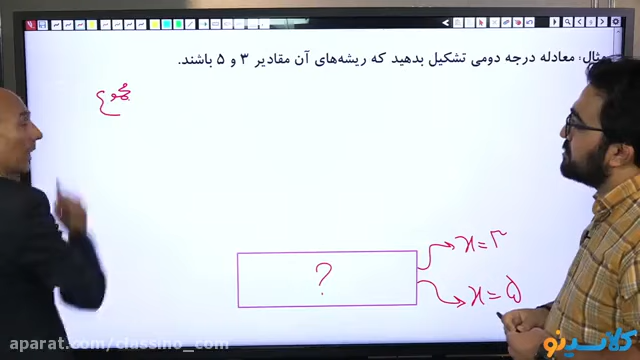 مثال: معادله درجه دومی تشکیل بدهید که ریشه‌های آن مقادیر ۳ و ۵ باشند.
x=۳
?
x=۵
aparat.com/classino_com
کلاسینو